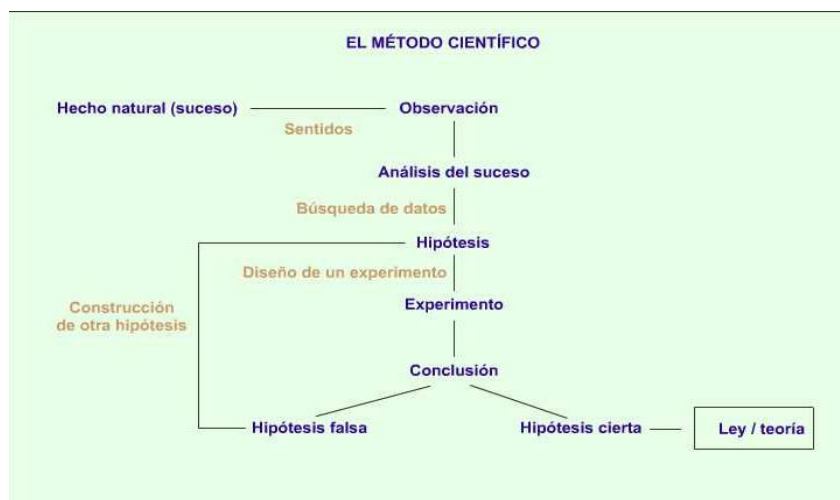 EL MÉTODO CIENTÍFICO
Hecho natural (suceso)
Observación
Sentidos
Análisis del suceso
Búsqueda de datos
Hipótesis
Diseño de un experimento
Construcción
de otra hipótesis
Experimento
Conclusión
Hipótesis falsa
Hipótesis cierta
Ley / teoría